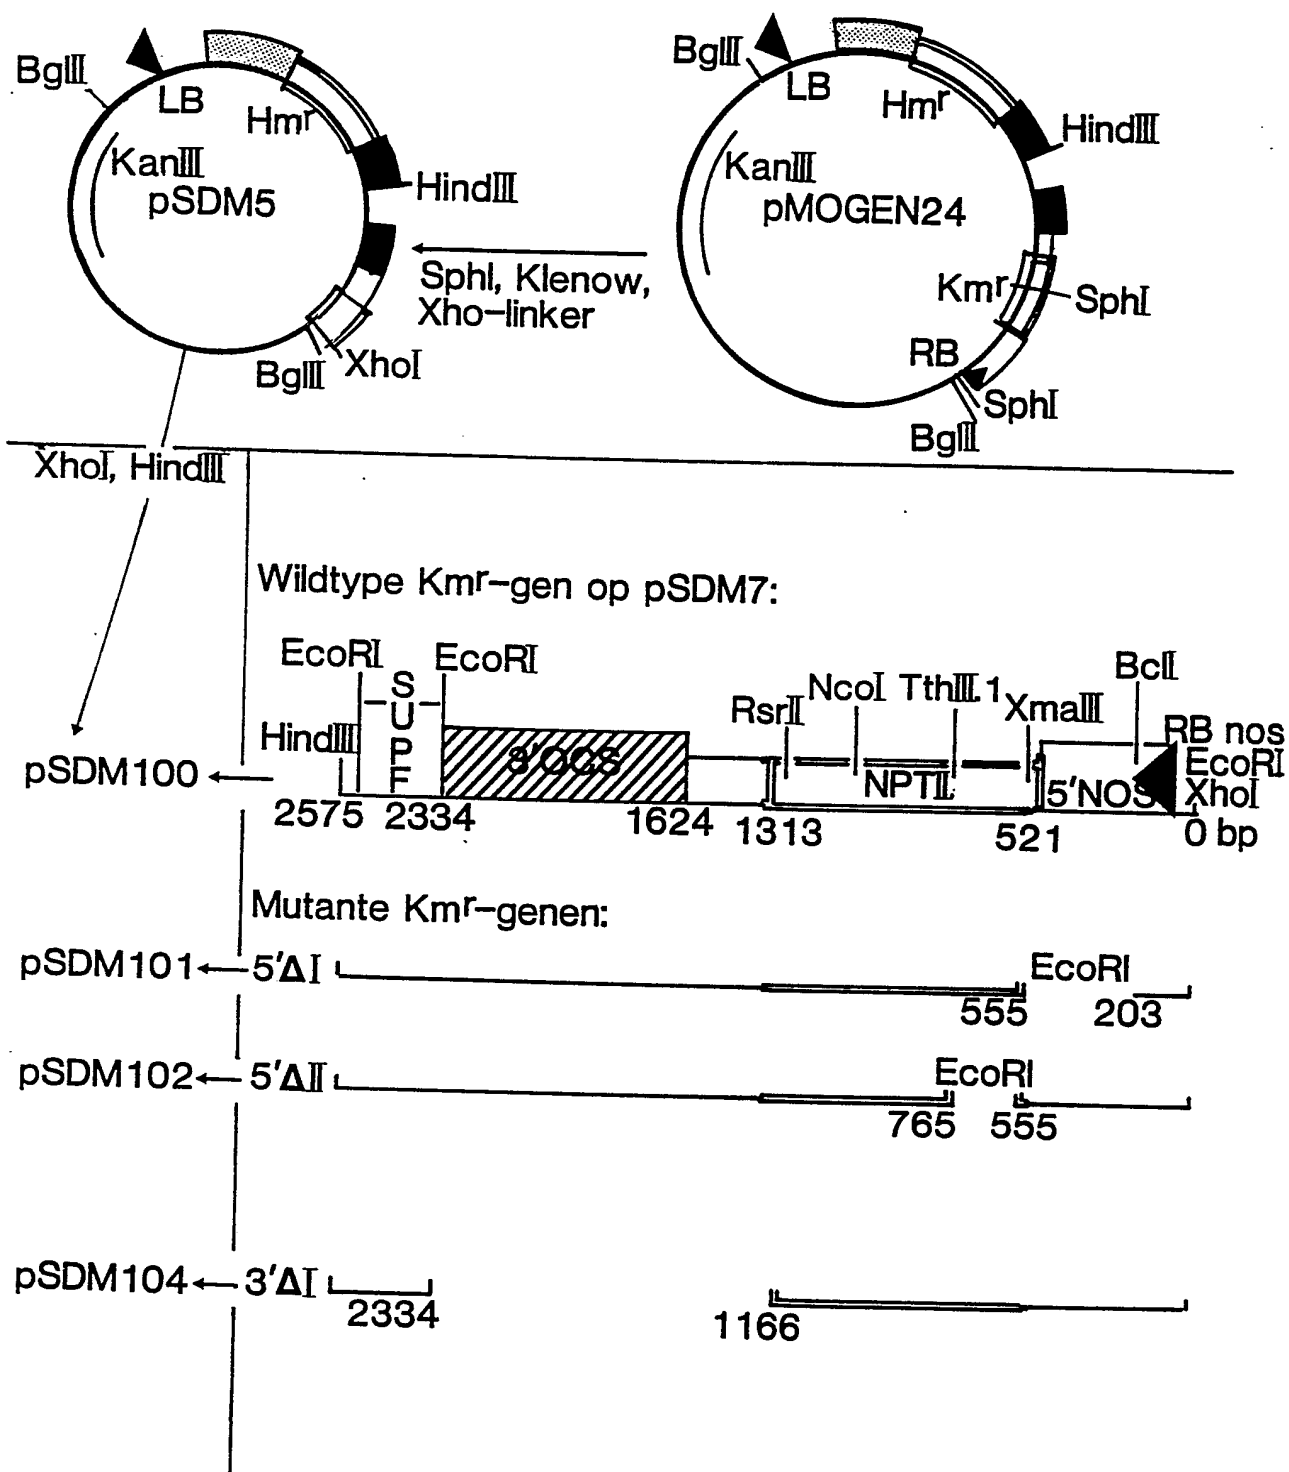 BglII
LB
Hmr
KanIII
pSDM5
HindIII
BglII
XhoI
SphI, Klenow,
Xho-linker
BglII
LB
Hmr
HindIII
KanIII
pMOGEN24
Kmr
SphI
RB
SphI
BglII
XhoI, HindIII
Wildtype Kmr-gen op pSDM7:
EcoRI
SUPF
EcoRI
HindIII
3'OCS
RsrII
NcoI
TthIII.1
XmaIII
BclI
RB nos
EcoRI
XhoI
NPTII
5'NOS
pSDM100
2575
2334
1624
1313
521
0 bp
Mutante Kmr-genen:
pSDM101
5'ΔI
EcoRI
555
203
pSDM102
5'ΔII
EcoRI
765
555
pSDM104
3'ΔI
2334
1166